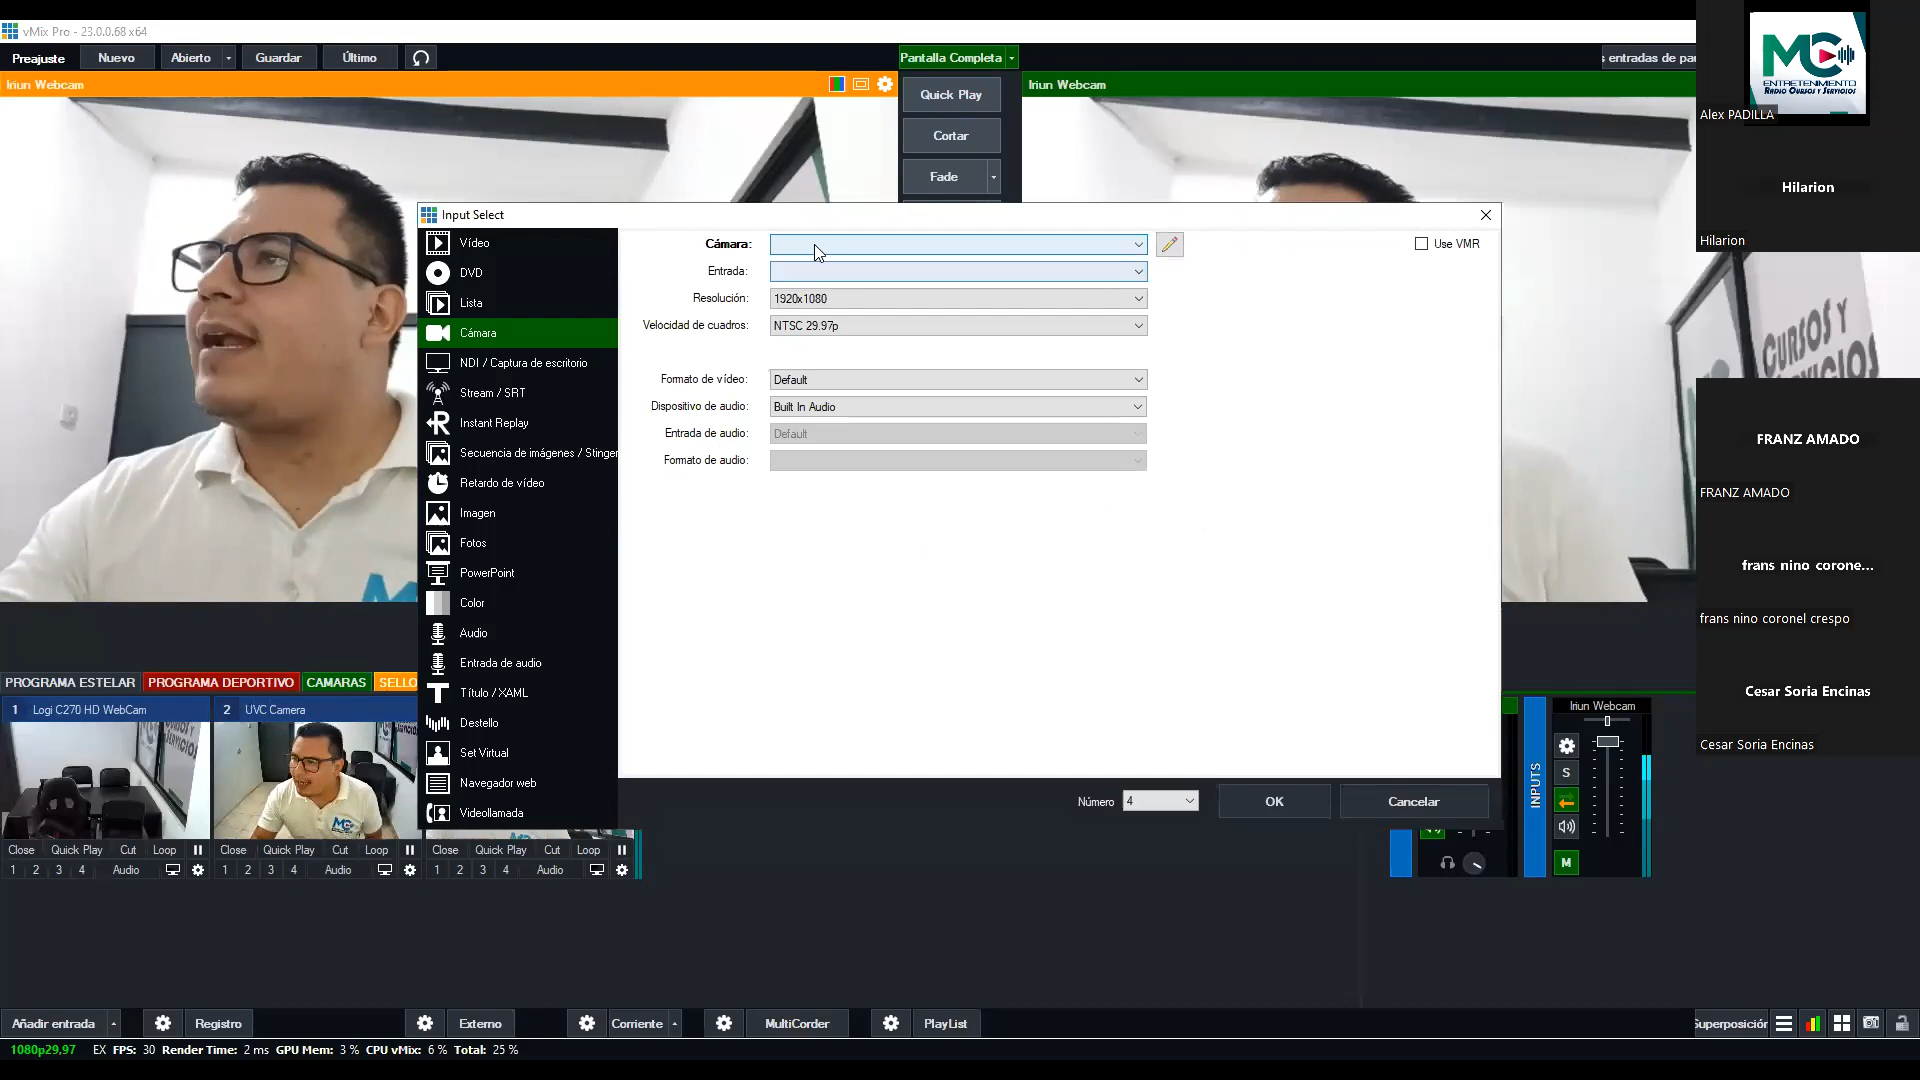 vMix Pro - 23.0.0.68 x64
Preajuste Nuevo Abierto Guardar Último Pantalla Completa s entradas de pau
Iriun Webcam Iriun Webcam
Quick Play
Cortar
Fade
Input Select
Vídeo
DVD
Lista
Cámara
NDI / Captura de escritorio
Stream / SRT
Instant Replay
Secuencia de imágenes / Stinger
Retardo de vídeo
Imagen
Fotos
PowerPoint
Color
Audio
Entrada de audio
Título / XAML
Destello
Set Virtual
Navegador web
Videollamada
Cámara: Use VMR
Entrada:
Resolución: 1920x1080
Velocidad de cuadros: NTSC 29.97p
Formato de vídeo: Default
Dispositivo de audio: Built In Audio
Entrada de audio: Default
Formato de audio:
Número 4 OK Cancelar
MC
ENTRETENIMIENTO
RADIO CURSOS Y SERVICIOS
Alex PADILLA
Hilarion
Hilarion
CURSOS Y
FRANZ AMADO
FRANZ AMADO
frans nino corone...
frans nino coronel crespo
Cesar Soria Encinas
Cesar Soria Encinas
PROGRAMA ESTELAR PROGRAMA DEPORTIVO CAMARAS SELLO
1 Logi C270 HD WebCam 2 UVC Camera
MC
Close Quick Play Cut Loop Close Quick Play Cut Loop Close Quick Play Cut Loop
1 2 3 4 Audio 1 2 3 4 Audio 1 2 3 4 Audio
INPUTS
Iriun Webcam
S
M
Añadir entrada Registro Externo Corriente MultiCorder PlayList Superposición
1080p29,97 EX FPS: 30 Render Time: 2 ms GPU Mem: 3 % CPU vMix: 6 % Total: 25 %